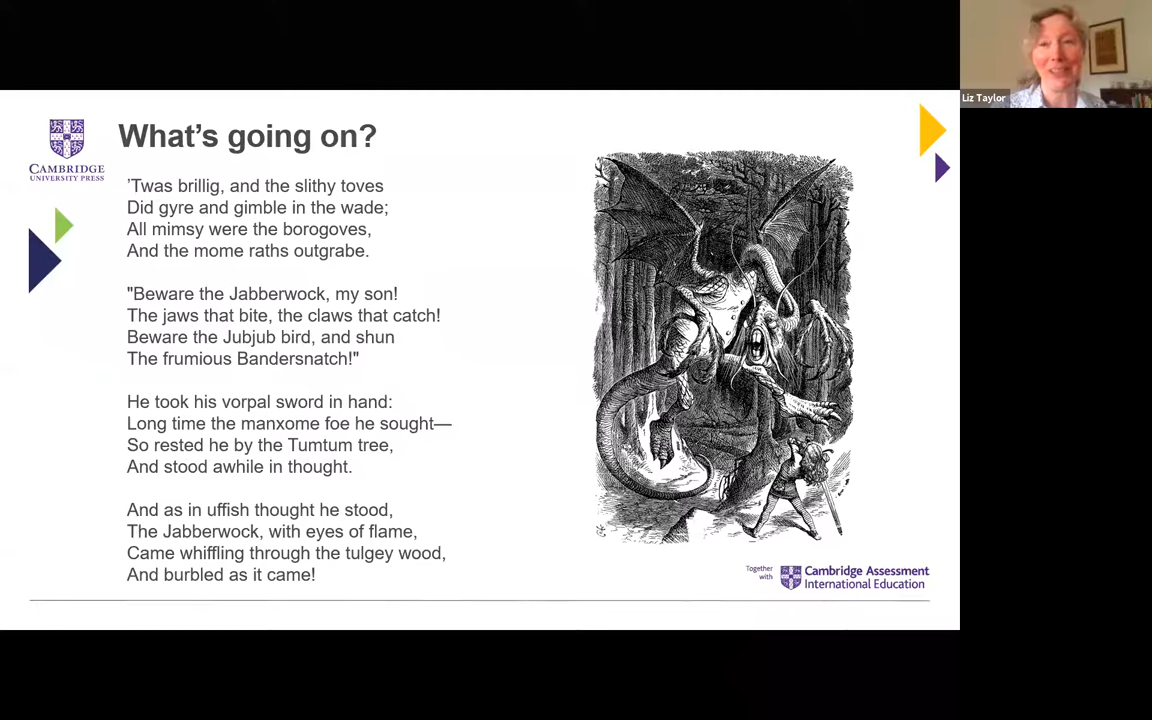 Liz Taylor
CAMBRIDGE
UNIVERSITY PRESS
What's going on?
'Twas brillig, and the slithy toves
Did gyre and gimble in the wade;
All mimsy were the borogoves,
And the mome raths outgrabe.
"Beware the Jabberwock, my son!
The jaws that bite, the claws that catch!
Beware the Jubjub bird, and shun
The frumious Bandersnatch!"
He took his vorpal sword in hand:
Long time the manxome foe he sought—
So rested he by the Tumtum tree,
And stood awhile in thought.
And as in uffish thought he stood,
The Jabberwock, with eyes of flame,
Came whiffling through the tulgey wood,
And burbled as it came!
Together
with
Cambridge Assessment
International Education